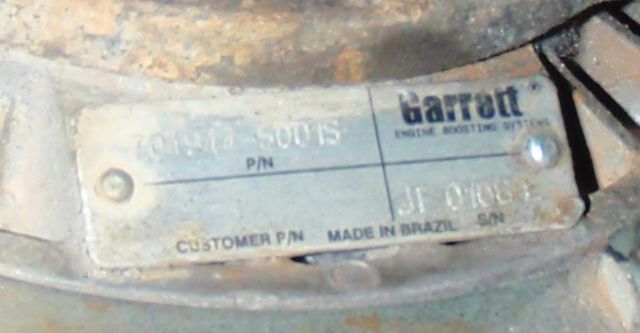 Garrett
ENGINE BOOSTING SYSTEMS
P/N
CUSTOMER P/N MADE IN BRAZIL S/N